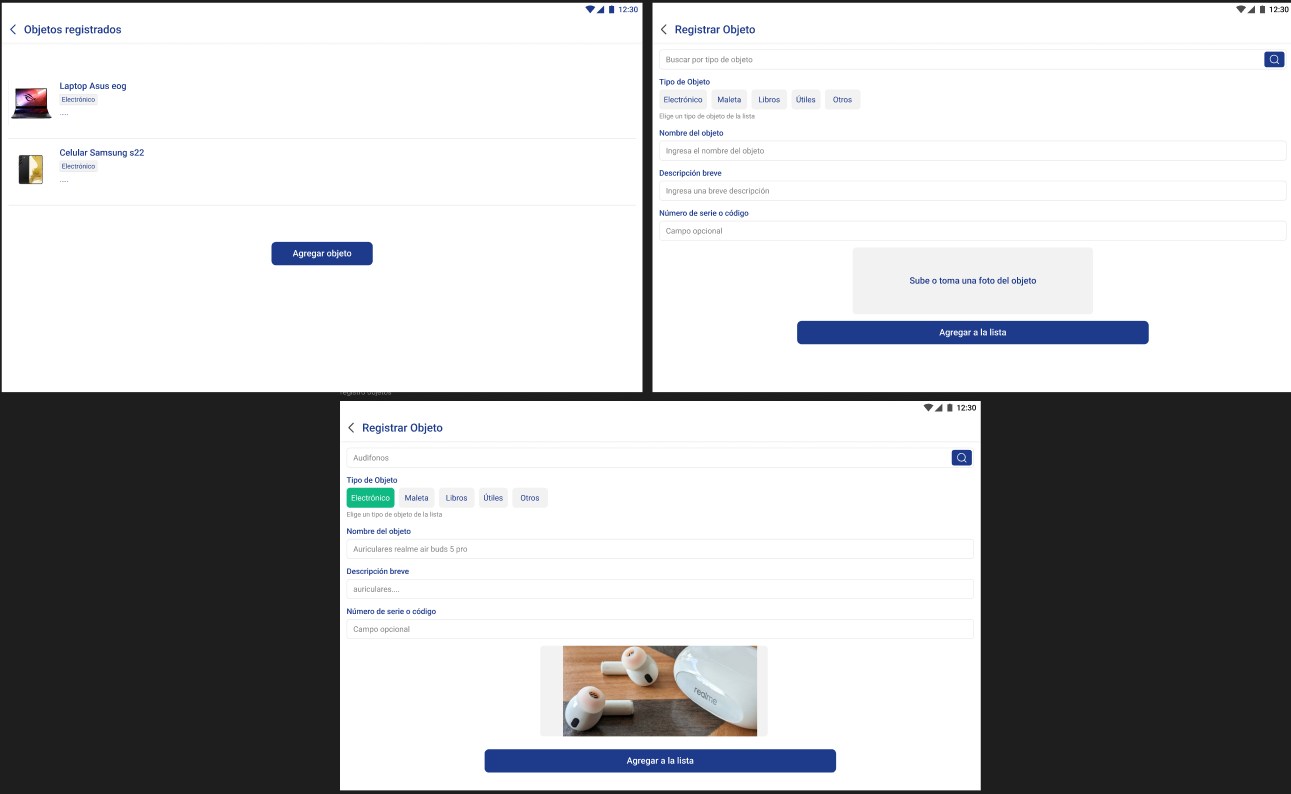 12:30
Objetos registrados
Laptop Asus eog
Electrónico
....
Celular Samsung s22
Electrónico
....
Agregar objeto
12:30
Registrar Objeto
Buscar por tipo de objeto
Tipo de Objeto
Electrónico Maleta Libros Útiles Otros
Elige un tipo de objeto de la lista
Nombre del objeto
Ingresa el nombre del objeto
Descripción breve
Ingresa una breve descripción
Número de serie o código
Campo opcional
Sube o toma una foto del objeto
Agregar a la lista
registro objetos
12:30
Registrar Objeto
Audifonos
Tipo de Objeto
Electrónico Maleta Libros Útiles Otros
Elige un tipo de objeto de la lista
Nombre del objeto
Auriculares realme air buds 5 pro
Descripción breve
auriculares....
Número de serie o código
Campo opcional
realme
Agregar a la lista